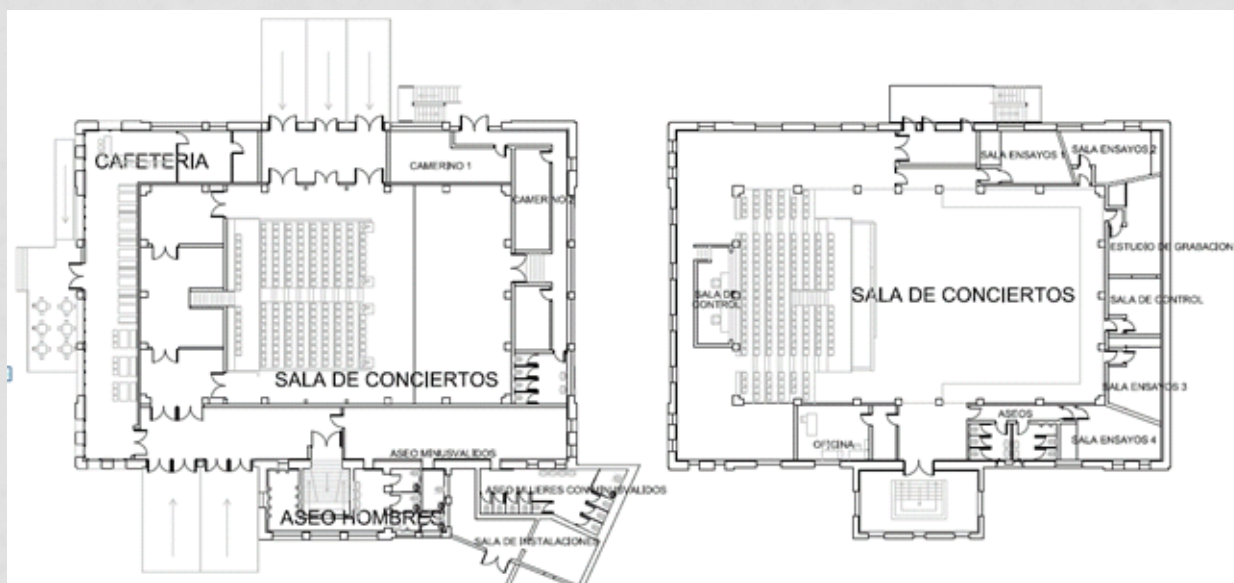 CAFETERIA
CAMERINO 1
CAMERINO 2
SALA DE CONCIERTOS
ASEO MINUSVALIDOS
ASEO MUJERES CON MINUSVALIDOS
ASEO HOMBRES
SALA DE INSTALACIONES
SALA ENSAYOS 1
SALA ENSAYOS 2
ESTUDIO DE GRABACION
SALA DE CONTROL
SALA DE CONCIERTOS
SALA DE CONTROL
SALA ENSAYOS 3
ASEOS
OFICINA
SALA ENSAYOS 4